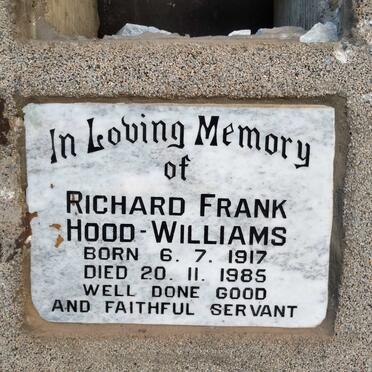 In Loving Memory
of
RICHARD FRANK
HOOD-WILLIAMS
BORN 6. 7. 1917
DIED 20. 11. 1985
WELL DONE GOOD
AND FAITHFUL SERVANT